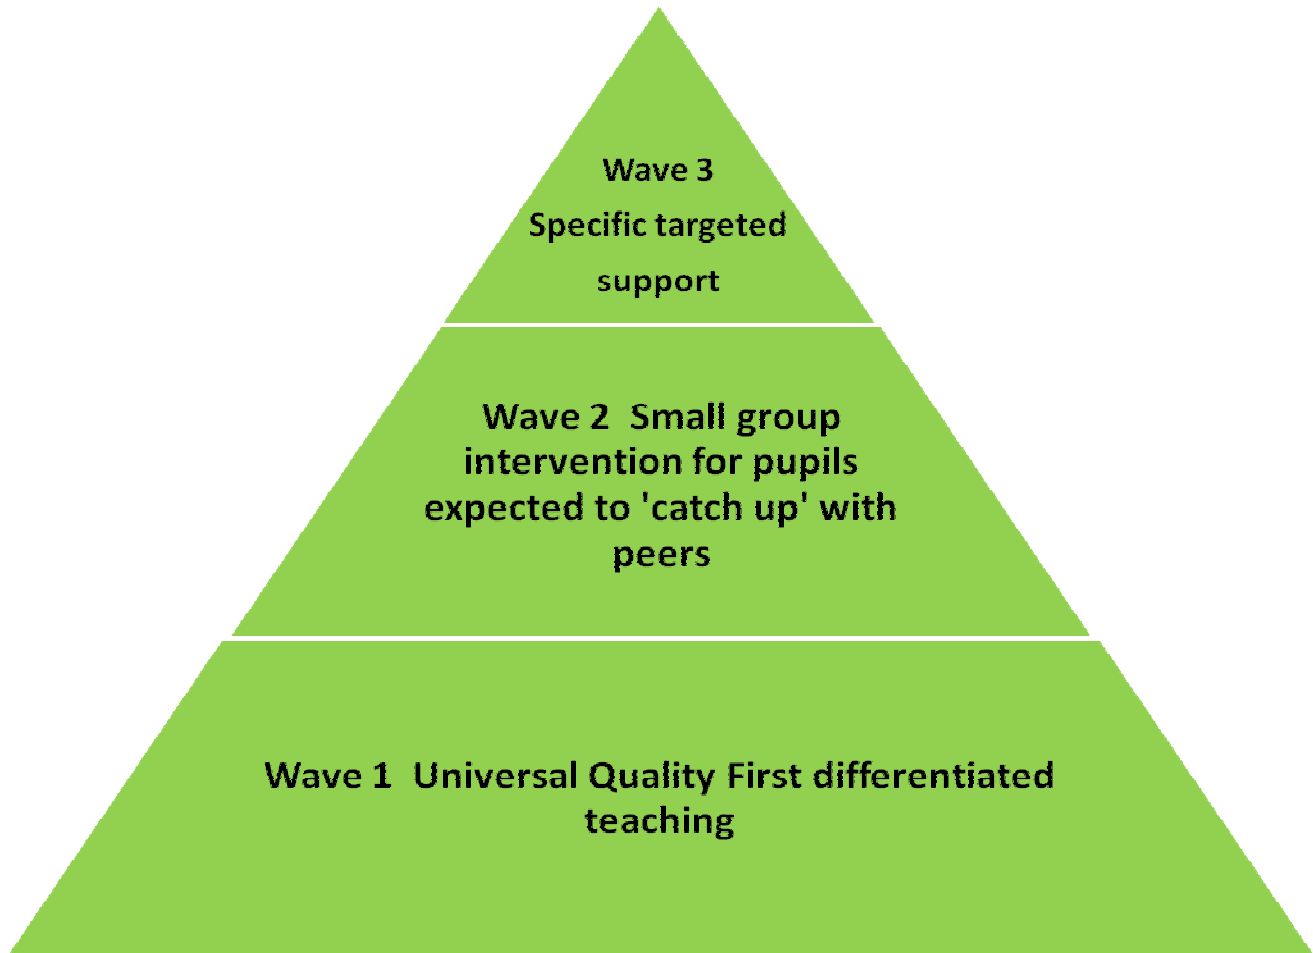 Wave 3
Specific targeted
support
Wave 2  Small group
intervention for pupils
expected to 'catch up' with
peers
Wave 1  Universal Quality First differentiated
teaching